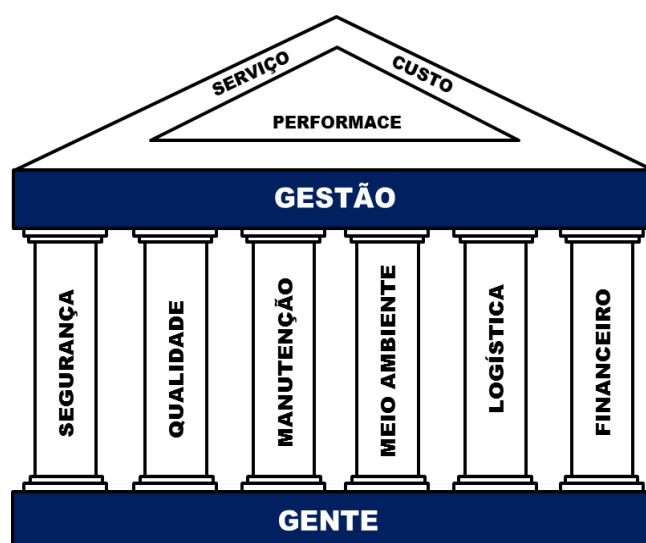 SERVIÇO
CUSTO
PERFORMACE
GESTÃO
SEGURANÇA
QUALIDADE
MANUTENÇÃO
MEIO AMBIENTE
LOGÍSTICA
FINANCEIRO
GENTE